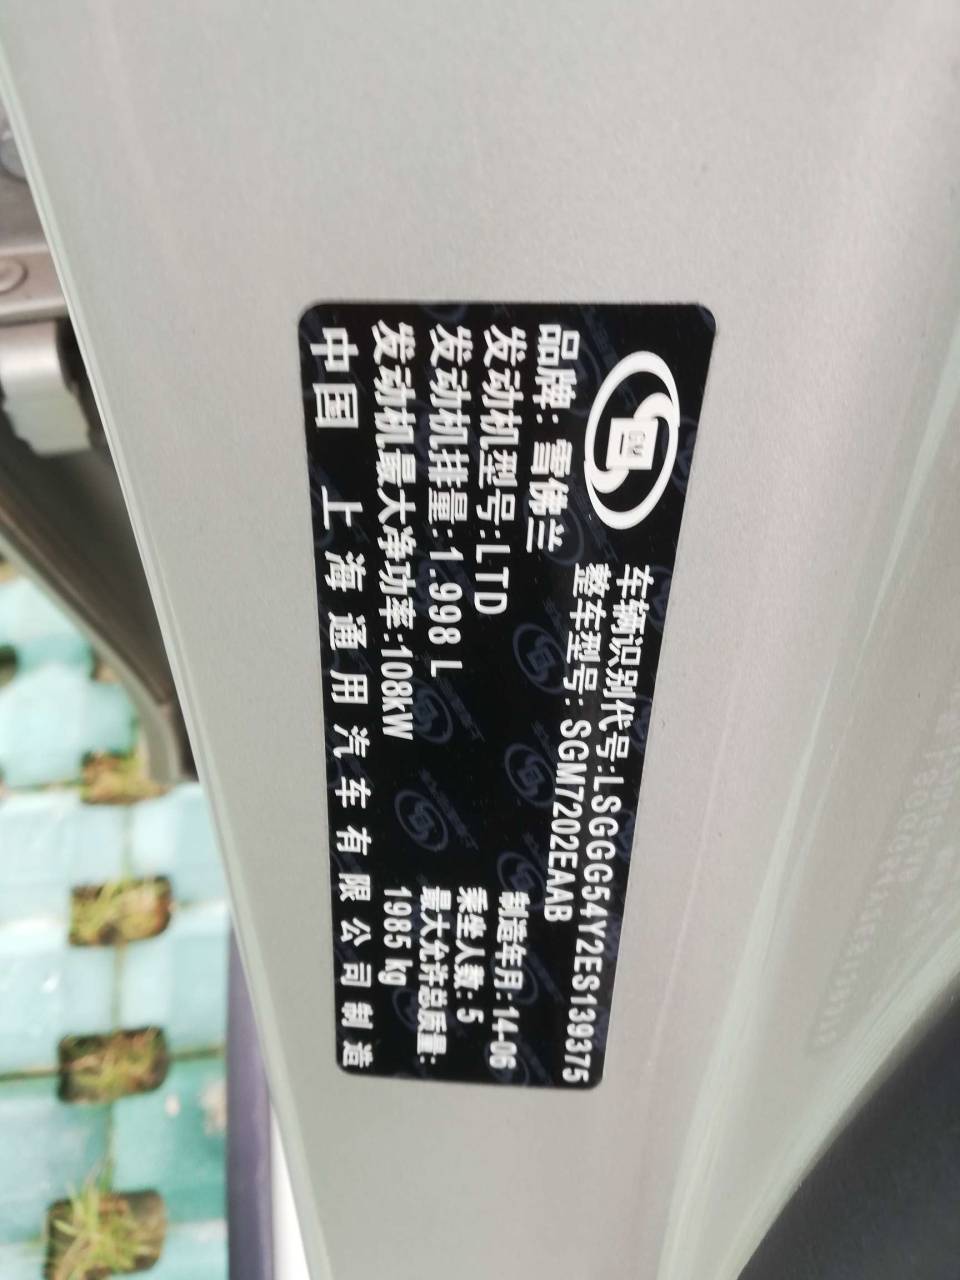 GM
车辆识别代号:LSGGG54Y2ES139375
整车型号:SGM7202EAAB
品牌:雪佛兰
发动机型号:LTD
制造年月:14-06
发动机排量:1.998 L
乘坐人数:5
发动机最大净功率:108kW
最大允许总质量:
1985 kg
中国 上海通用汽车有限公司制造